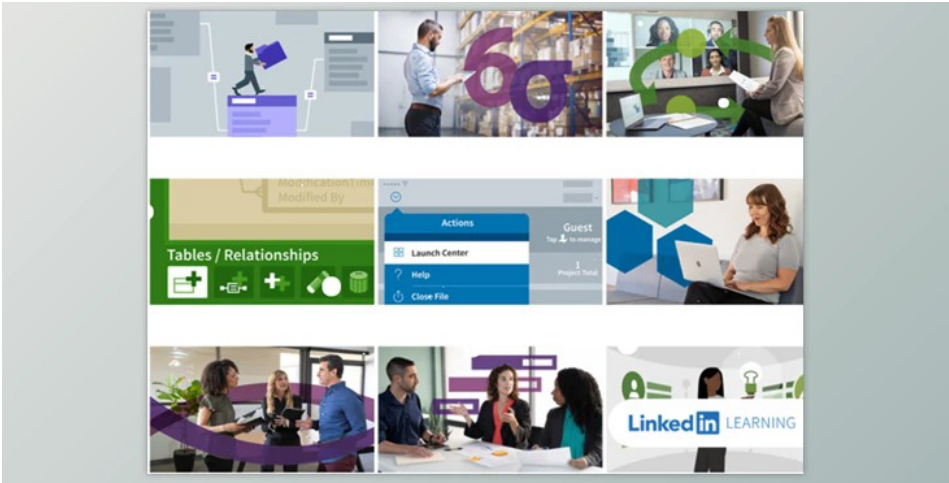 6σ
ModificationTime
Modified By
Tables / Relationships
Actions
Launch Center
Help
Close File
Guest
Tap to manage
1
Project Total
Linked in LEARNING